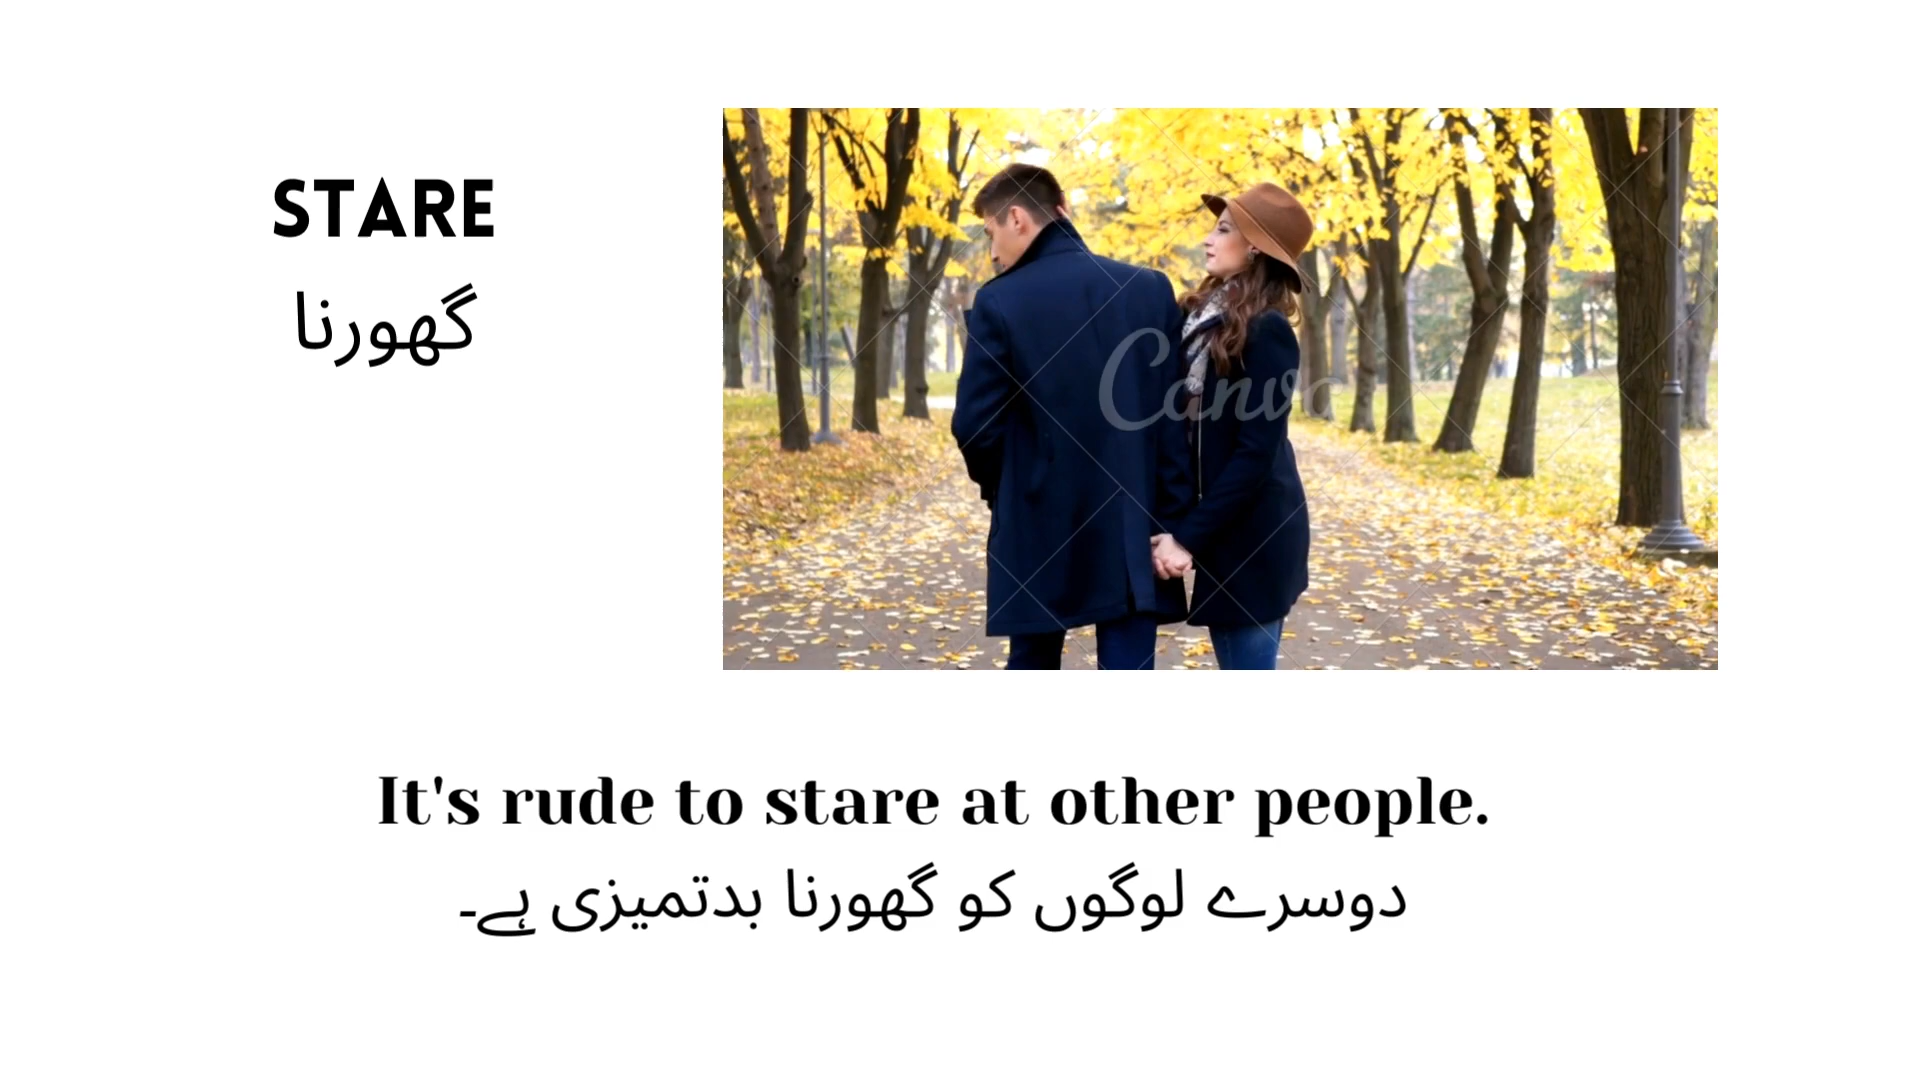 STARE
گھورنا
Canva
It's rude to stare at other people.
دوسرے لوگوں کو گھورنا بدتمیزی ہے۔